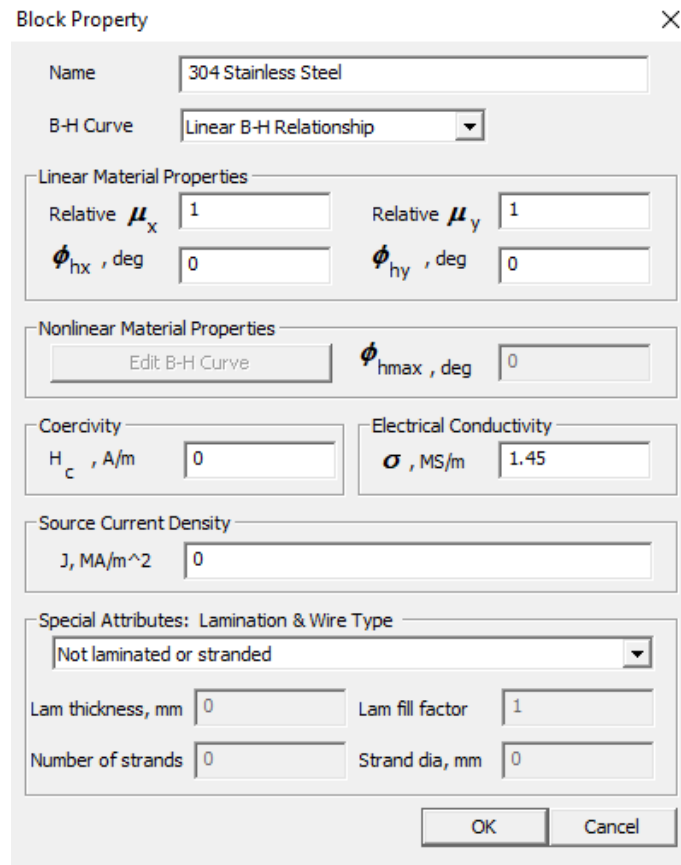 Block Property
Name 304 Stainless Steel
B-H Curve Linear B-H Relationship
Linear Material Properties
Relative μx 1 Relative μy 1
ϕhx , deg 0 ϕhy , deg 0
Nonlinear Material Properties
Edit B-H Curve ϕhmax , deg 0
Coercivity Electrical Conductivity
Hc , A/m 0 σ , MS/m 1.45
Source Current Density
J, MA/m^2 0
Special Attributes: Lamination & Wire Type
Not laminated or stranded
Lam thickness, mm 0 Lam fill factor 1
Number of strands 0 Strand dia, mm 0
OK Cancel